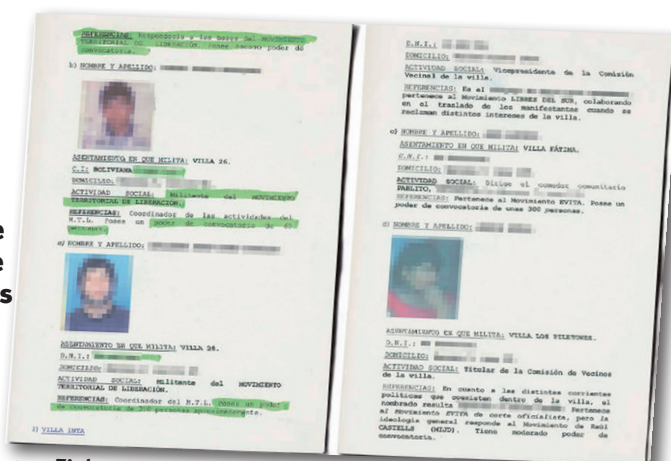 REFERENCIAS: Responderia a las bases del MOVIMIENTO
TERRITORIAL DE LIBERACIÓN. Posee escaso poder de
convocatoria.
b) NOMBRE Y APELLIDO:
ASENTAMIENTO EN QUE MILITA: VILLA 26.
C.I: BOLIVIANA
DOMICILIO:
ACTIVIDAD SOCIAL: Militante del MOVIMIENTO
TERRITORIAL DE LIBERACIÓN.
REFERENCIAS: Coordinador de las actividades del
M.T.L. Posee un poder de convocatoria de
personas.
NOMBRE Y APELLIDO:
ASENTAMIENTO EN QUE MILITA: VILLA 26.
D.N.I.:
DOMICILIO:
ACTIVIDAD SOCIAL: Militante del MOVIMIENTO
TERRITORIAL DE LIBERACIÓN.
REFERENCIAS: Coordinador del M.T.L. posee un poder
de convocatoria de 200 personas aproximadamente.
2) VILLA INTA
D.N.I.:
DOMICILIO:
ACTIVIDAD SOCIAL: Vicepresidente de la Comisión
Vecinal de la villa.
REFERENCIAS: Es el
pertenece al Movimiento LIBRES DEL SUR, colaborando
en el traslado de los manifestantes cuando se
reclaman distintos intereses de la villa.
c) NOMBRE Y APELLIDO:
ASENTAMIENTO EN QUE MILITA: VILLA FÁTIMA.
D.N.I.:
DOMICILIO:
ACTIVIDAD SOCIAL: Dirige el comedor comunitario
PABLITO,
REFERENCIAS: Pertenece al Movimiento EVITA. Posee un
poder de convocatoria de unas 300 personas.
d) NOMBRE Y APELLIDO:
ASENTAMIENTO EN QUE MILITA: VILLA LOS PILETONES.
D.N.I.:
DOMICILIO:
ACTIVIDAD SOCIAL: Titular de la Comisión de Vecinos
de la villa.
REFERENCIAS: En cuanto a las distintas corrientes
políticas que coexisten dentro de la villa, el
nombrado resulta Pertenece
al Movimiento EVITA de corte oficialista, pero la
ideología general responde al Movimiento de Raúl
CASTELLS (MIJD). Tiene moderado poder de
convocatoria.